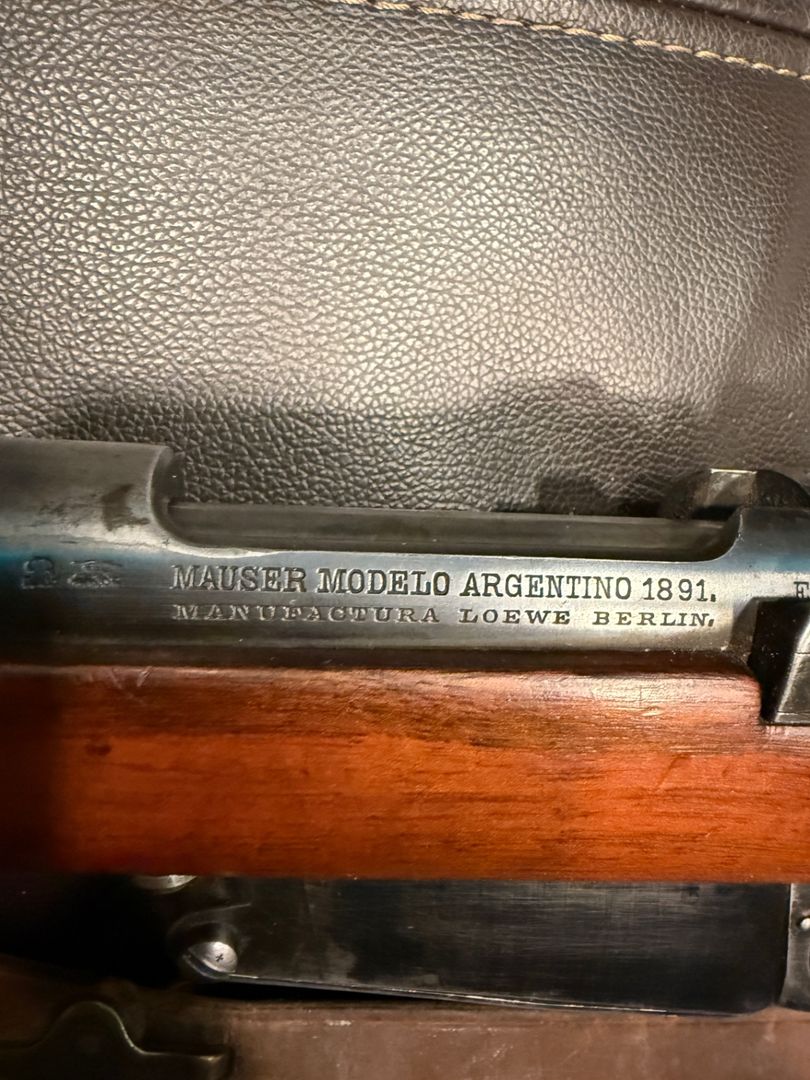 MAUSER MODELO ARGENTINO 1891.
MANUFACTURA LOEWE BERLIN.